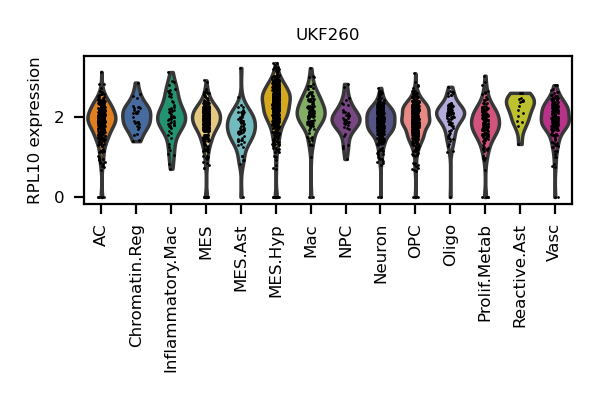 UKF260
RPL10 expression
2
0
AC
Chromatin.Reg
Inflammatory.Mac
MES
MES.Ast
MES.Hyp
Mac
NPC
Neuron
OPC
Oligo
Prolif.Metab
Reactive.Ast
Vasc